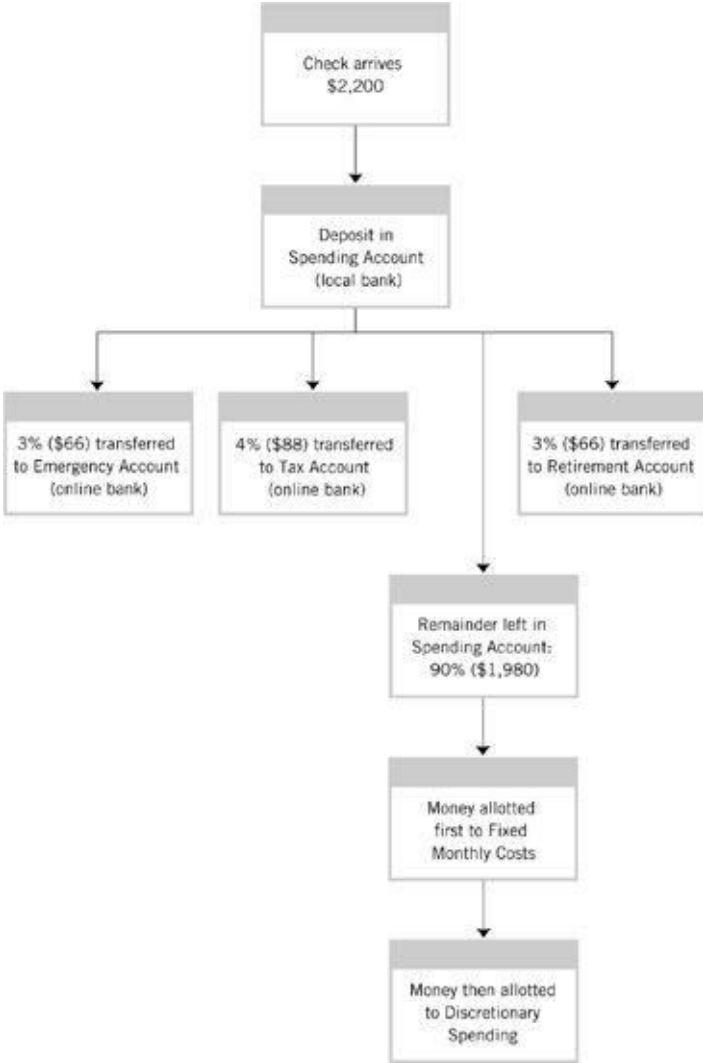 Check arrives
$2,200
Deposit in
Spending Account
(local bank)
3% ($66) transferred
to Emergency Account
(online bank)
4% ($88) transferred
to Tax Account
(online bank)
3% ($66) transferred
to Retirement Account
(online bank)
Remainder left in
Spending Account:
90% ($1,980)
Money allotted
first to Fixed
Monthly Costs
Money then allotted
to Discretionary
Spending